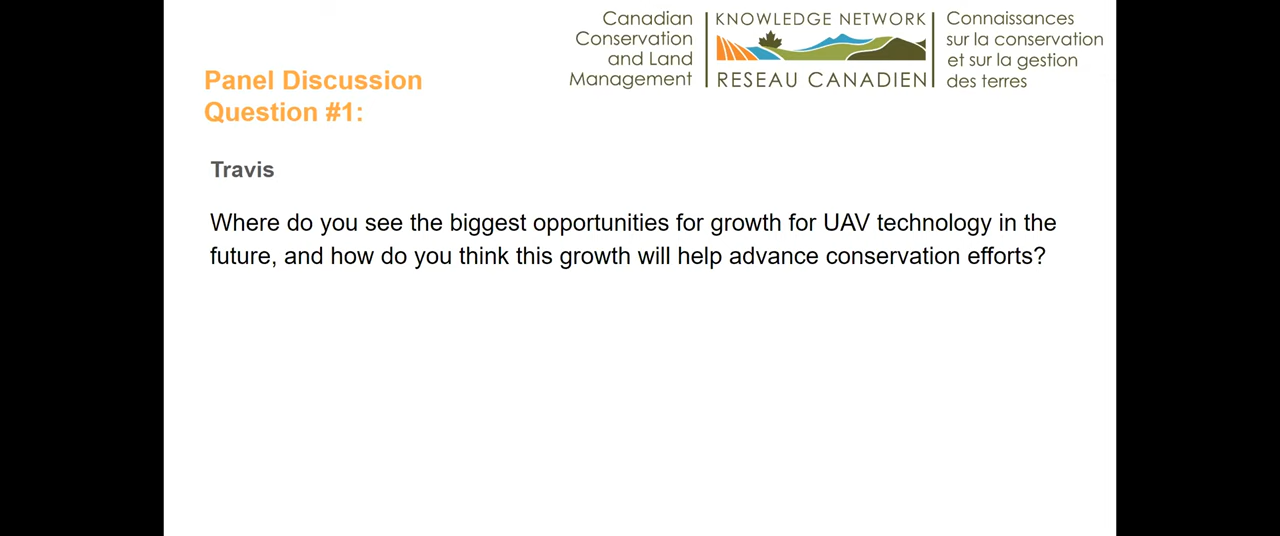 Canadian
Conservation
and Land
Management
KNOWLEDGE NETWORK
RESEAU CANADIEN
Connaissances
sur la conservation
et sur la gestion
des terres
Panel Discussion
Question #1:
Travis
Where do you see the biggest opportunities for growth for UAV technology in the
future, and how do you think this growth will help advance conservation efforts?